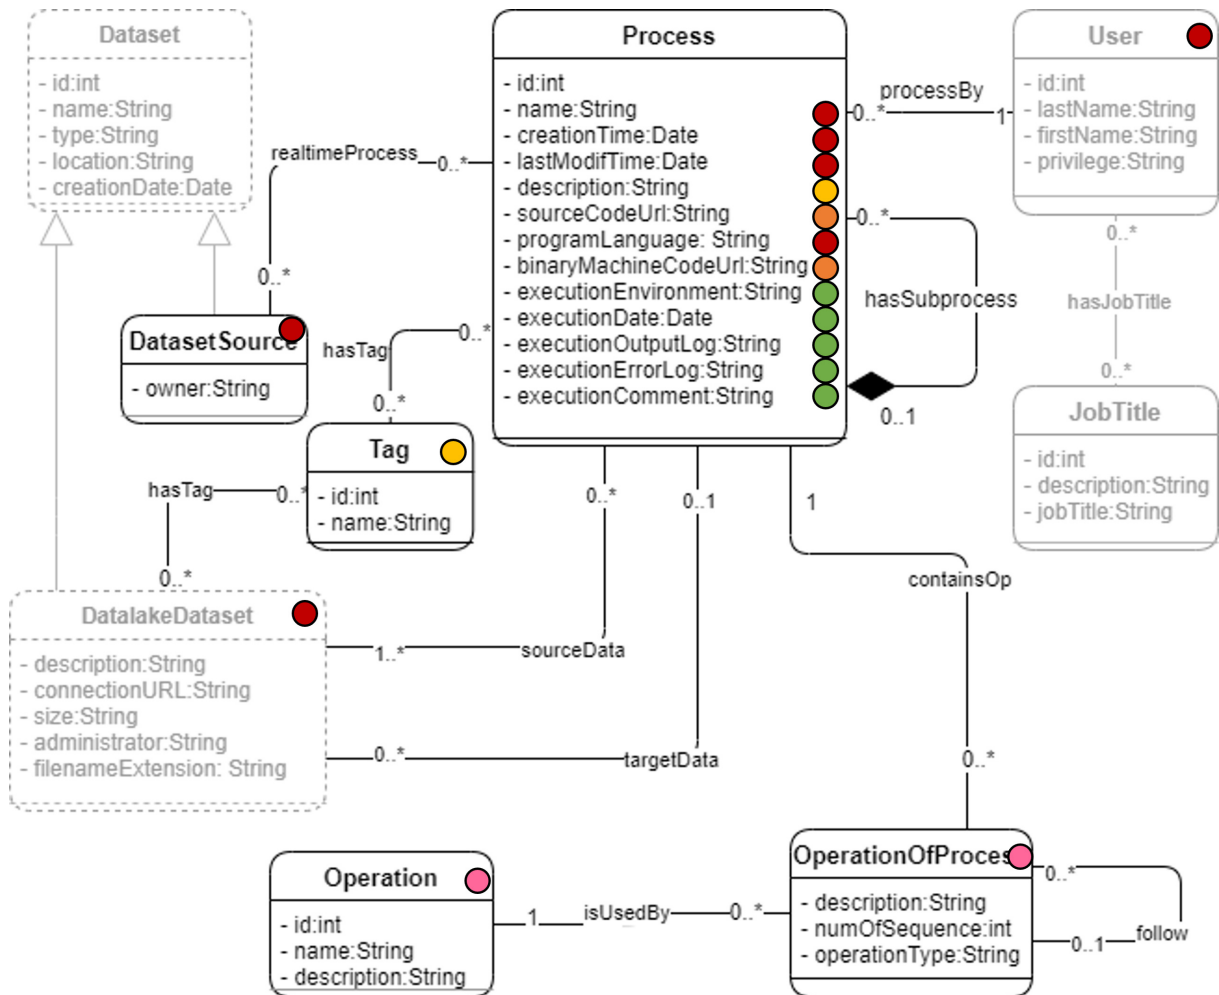 Dataset
- id:int
- name:String
- type:String
- location:String
- creationDate:Date
Process
- id:int
- name:String
- creationTime:Date
- lastModifTime:Date
- description:String
- sourceCodeUrl:String
- programLanguage: String
- binaryMachineCodeUrl:String
- executionEnvironment:String
- executionDate:Date
- executionOutputLog:String
- executionErrorLog:String
- executionComment:String
User
- id:int
- lastName:String
- firstName:String
- privilege:String
processBy
0..*
1
realtimeProcess
0..*
0..*
0..*
hasSubprocess
0..1
0..*
hasJobTitle
0..*
DatasetSource
- owner:String
hasTag
0..*
0..*
JobTitle
- id:int
- description:String
- jobTitle:String
Tag
- id:int
- name:String
hasTag
0..*
0..*
0..*
0..1
1
containsOp
DatalakeDataset
- description:String
- connectionURL:String
- size:String
- administrator:String
- filenameExtension: String
1..*
sourceData
0..*
targetData
0..*
Operation
- id:int
- name:String
- description:String
1
isUsedBy
0..*
OperationOfProces
- description:String
- numOfSequence:int
- operationType:String
0..*
follow
0..1